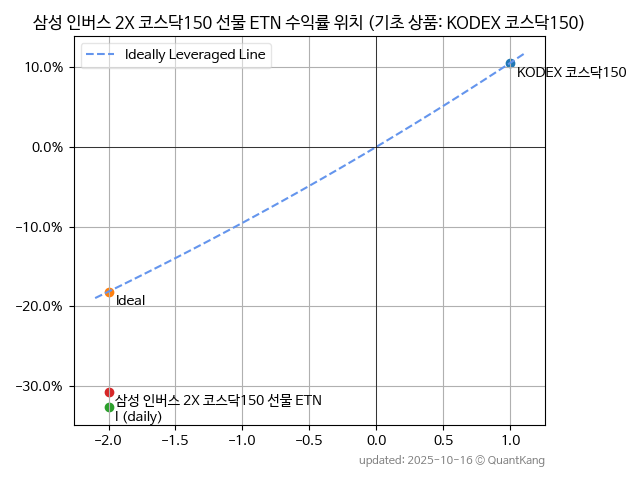 삼성 인버스 2X 코스닥150 선물 ETN 수익률 위치 (기초 상품: KODEX 코스닥150)
Ideally Leveraged Line
10.0%
KODEX 코스닥150
0.0%
-10.0%
-20.0%
Ideal
-30.0%
삼성 인버스 2X 코스닥150 선물 ETN
I (daily)
-2.0 -1.5 -1.0 -0.5 0.0 0.5 1.0
updated: 2025-10-16 © QuantKang